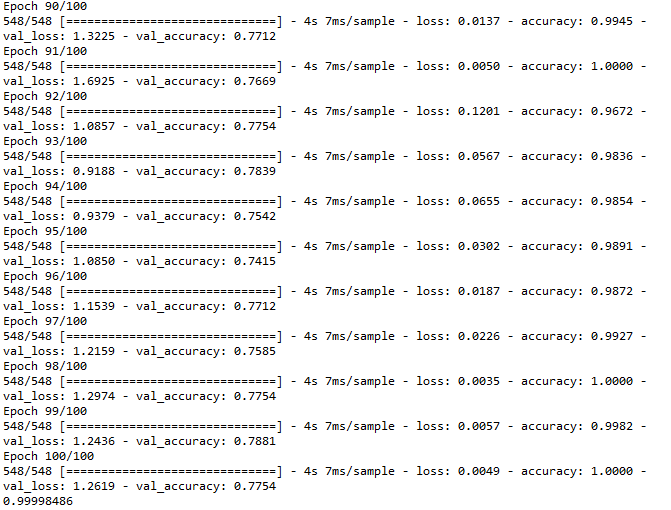 Epoch 90/100
548/548 [==============================] - 4s 7ms/sample - loss: 0.0137 - accuracy: 0.9945 -
val_loss: 1.3225 - val_accuracy: 0.7712
Epoch 91/100
548/548 [==============================] - 4s 7ms/sample - loss: 0.0050 - accuracy: 1.0000 -
val_loss: 1.6925 - val_accuracy: 0.7669
Epoch 92/100
548/548 [==============================] - 4s 7ms/sample - loss: 0.1201 - accuracy: 0.9672 -
val_loss: 1.0857 - val_accuracy: 0.7754
Epoch 93/100
548/548 [==============================] - 4s 7ms/sample - loss: 0.0567 - accuracy: 0.9836 -
val_loss: 0.9188 - val_accuracy: 0.7839
Epoch 94/100
548/548 [==============================] - 4s 7ms/sample - loss: 0.0655 - accuracy: 0.9854 -
val_loss: 0.9379 - val_accuracy: 0.7542
Epoch 95/100
548/548 [==============================] - 4s 7ms/sample - loss: 0.0302 - accuracy: 0.9891 -
val_loss: 1.0850 - val_accuracy: 0.7415
Epoch 96/100
548/548 [==============================] - 4s 7ms/sample - loss: 0.0187 - accuracy: 0.9872 -
val_loss: 1.1539 - val_accuracy: 0.7712
Epoch 97/100
548/548 [==============================] - 4s 7ms/sample - loss: 0.0226 - accuracy: 0.9927 -
val_loss: 1.2159 - val_accuracy: 0.7585
Epoch 98/100
548/548 [==============================] - 4s 7ms/sample - loss: 0.0035 - accuracy: 1.0000 -
val_loss: 1.2974 - val_accuracy: 0.7754
Epoch 99/100
548/548 [==============================] - 4s 7ms/sample - loss: 0.0057 - accuracy: 0.9982 -
val_loss: 1.2436 - val_accuracy: 0.7881
Epoch 100/100
548/548 [==============================] - 4s 7ms/sample - loss: 0.0049 - accuracy: 1.0000 -
val_loss: 1.2619 - val_accuracy: 0.7754
0.99998486